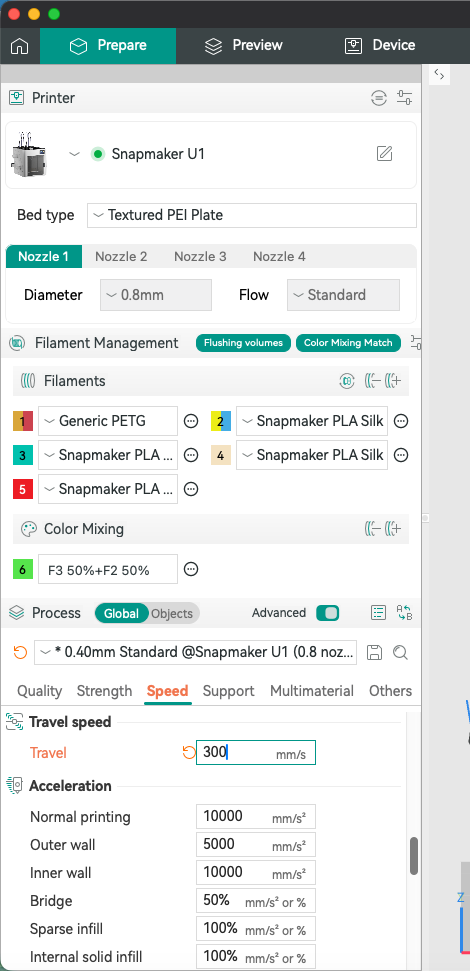 Prepare
Preview
Device
Printer
Snapmaker U1
Bed type
Textured PEI Plate
Nozzle 1 Nozzle 2 Nozzle 3 Nozzle 4
Diameter 0.8mm Flow Standard
Filament Management Flushing volumes Color Mixing Match
Filaments
1 Generic PETG 2 Snapmaker PLA Silk
3 Snapmaker PLA ... 4 Snapmaker PLA Silk
5 Snapmaker PLA ...
Color Mixing
6 F3 50%+F2 50%
Process Global Objects Advanced
* 0.40mm Standard @Snapmaker U1 (0.8 noz...
Quality Strength Speed Support Multimaterial Others
Travel speed
Travel 300 mm/s
Acceleration
Normal printing 10000 mm/s²
Outer wall 5000 mm/s²
Inner wall 10000 mm/s²
Bridge 50% mm/s² or %
Sparse infill 100% mm/s² or %
Internal solid infill 100% mm/s² or %
Z